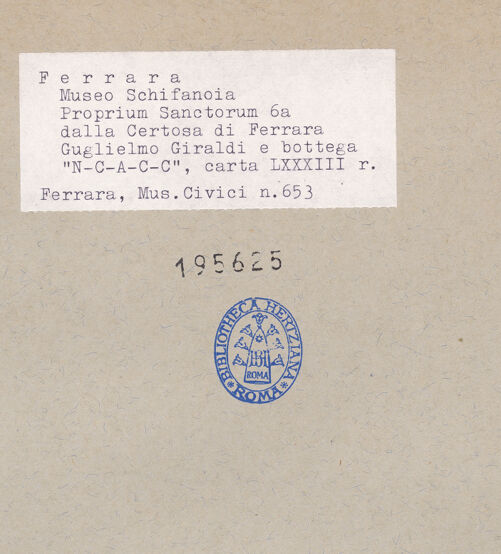 F e r r a r a
Museo Schifanoia
Proprium Sanctorum 6a
dalla Certosa di Ferrara
Guglielmo Giraldi e bottega
"N-C-A-C-C", carta LXXXIII r.
Ferrara, Mus.Civici n.653
195625
BIBLIOTHECA HERTZIANA
BH
ROMA
* ROMA *